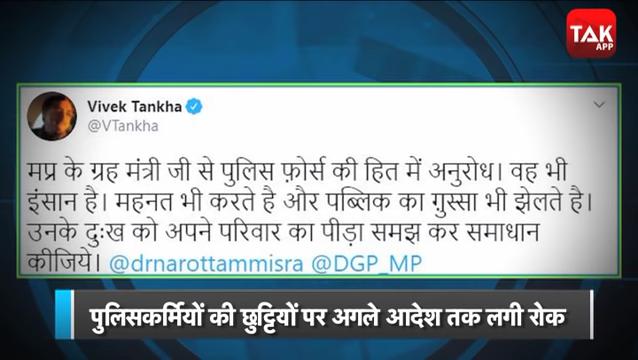 TAK
APP
Vivek Tankha
@VTankha
मप्र के ग्रह मंत्री जी से पुलिस फ़ोर्स की हित में अनुरोध। वह भी
इंसान है। महनत भी करते है और पब्लिक का ग़ुस्सा भी झेलते है।
उनके दुःख को अपने परिवार का पीड़ा समझ कर समाधान
कीजिये। @drnarottammisra @DGP_MP
पुलिसकर्मियों की छुट्टियों पर अगले आदेश तक लगी रोक